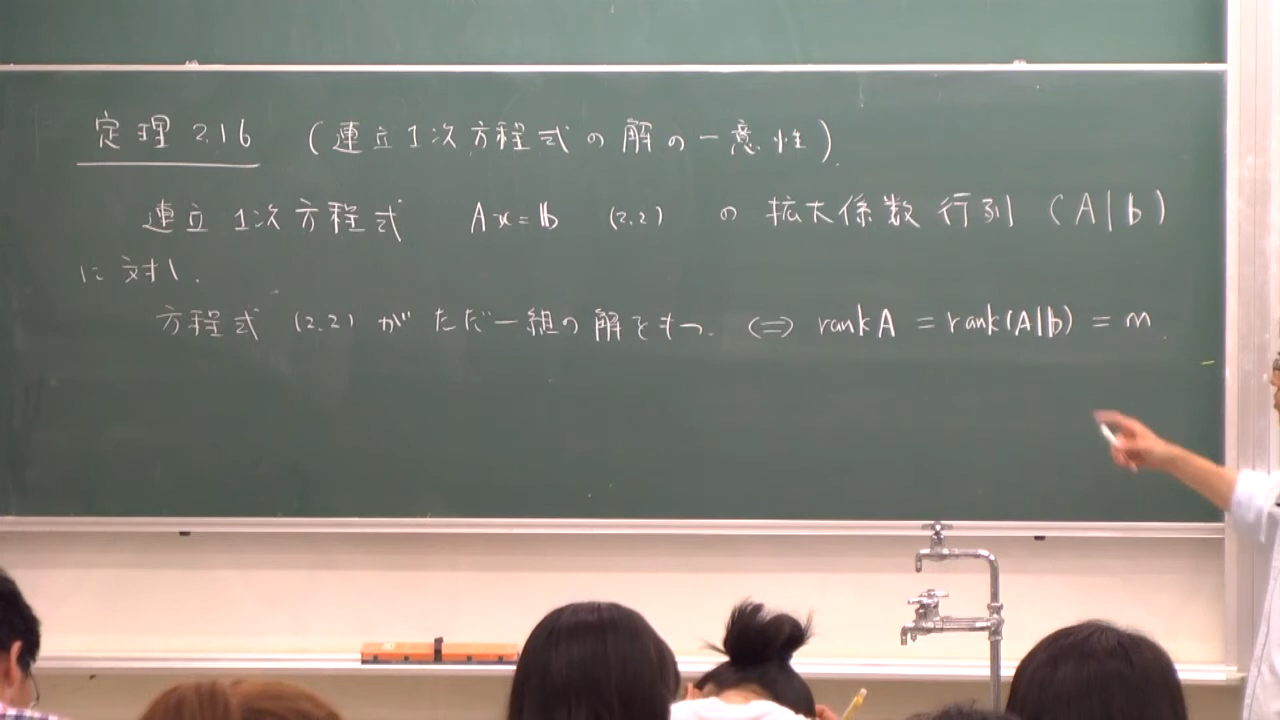 定理 2.16 (連立1次方程式の解の一意性).
連立1次方程式 Ax=b (2.2) の拡大係数行列 (A|b)
に対し.
方程式 (2.2) が ただ一組の解をもつ. ⇔ rankA = rank(A|b) = n.